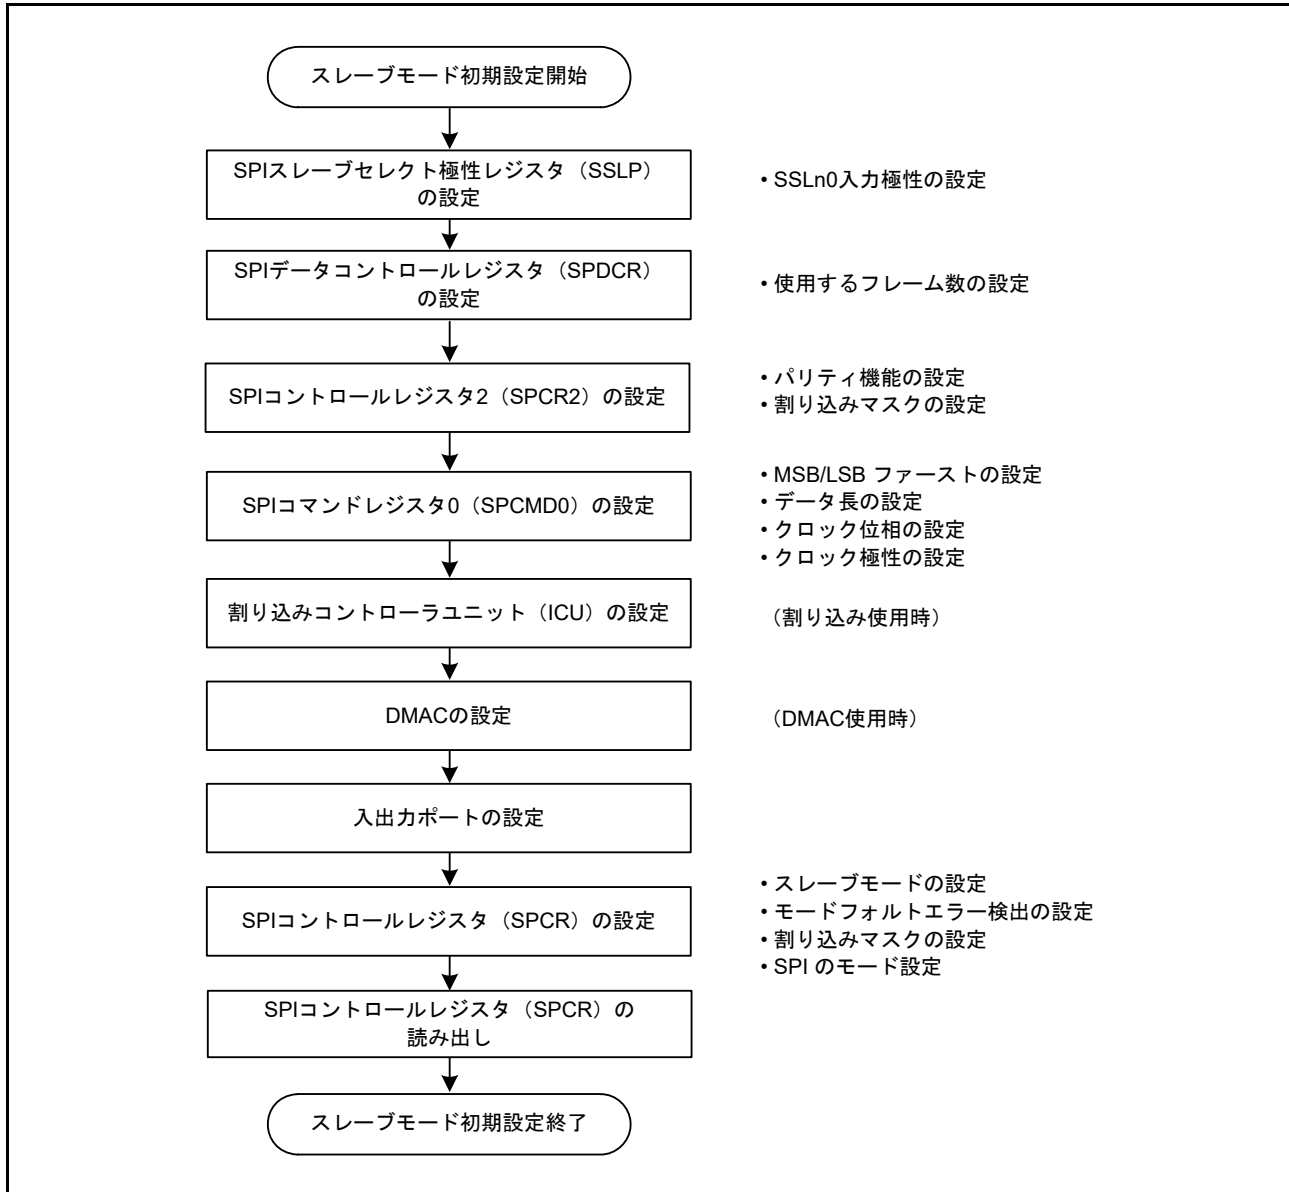 スレーブモード初期設定開始
SPIスレーブセレクト極性レジスタ（SSLP）
の設定
• SSLn0入力極性の設定
SPIデータコントロールレジスタ（SPDCR）
の設定
• 使用するフレーム数の設定
SPIコントロールレジスタ2（SPCR2）の設定
• パリティ機能の設定
• 割り込みマスクの設定
SPIコマンドレジスタ0（SPCMD0）の設定
• MSB/LSB ファーストの設定
• データ長の設定
• クロック位相の設定
• クロック極性の設定
割り込みコントローラユニット（ICU）の設定
（割り込み使用時）
DMACの設定
（DMAC使用時）
入出力ポートの設定
SPIコントロールレジスタ（SPCR）の設定
• スレーブモードの設定
• モードフォルトエラー検出の設定
• 割り込みマスクの設定
• SPI のモード設定
SPIコントロールレジスタ（SPCR）の
読み出し
スレーブモード初期設定終了